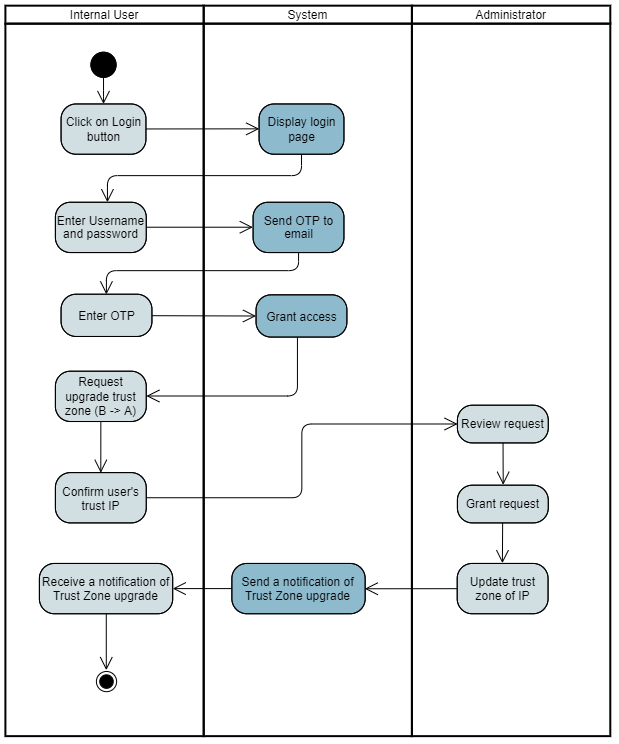 Internal User
System
Administrator
Click on Login
button
Display login
page
Enter Username
and password
Send OTP to
email
Enter OTP
Grant access
Request
upgrade trust
zone (B -> A)
Review request
Confirm user's
trust IP
Grant request
Receive a notification of
Trust Zone upgrade
Send a notification of
Trust Zone upgrade
Update trust
zone of IP